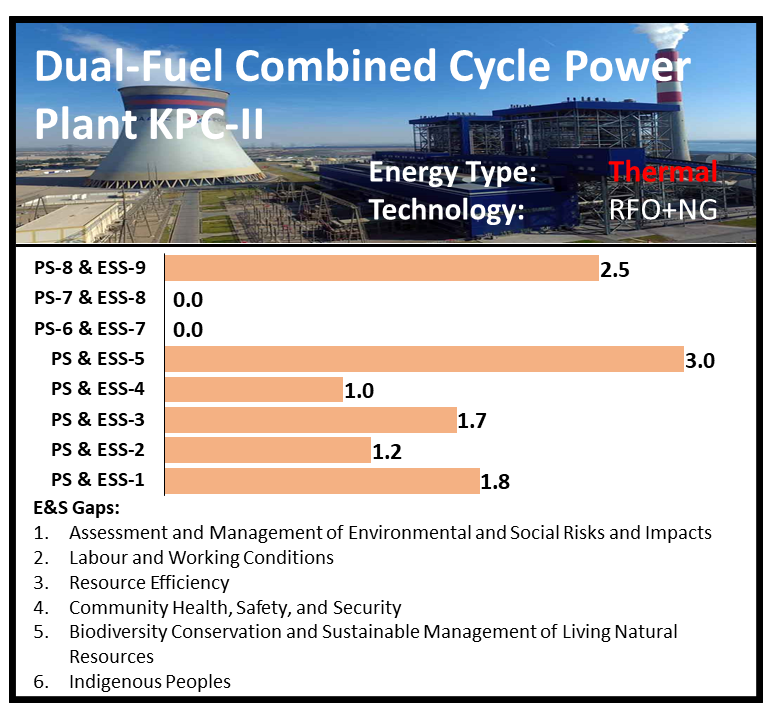 Dual-Fuel Combined Cycle Power
Plant KPC-II
Energy Type: Thermal
Technology: RFO+NG
PS-8 & ESS-9 2.5
PS-7 & ESS-8 0.0
PS-6 & ESS-7 0.0
PS & ESS-5 3.0
PS & ESS-4 1.0
PS & ESS-3 1.7
PS & ESS-2 1.2
PS & ESS-1 1.8
E&S Gaps:
1. Assessment and Management of Environmental and Social Risks and Impacts
2. Labour and Working Conditions
3. Resource Efficiency
4. Community Health, Safety, and Security
5. Biodiversity Conservation and Sustainable Management of Living Natural
Resources
6. Indigenous Peoples